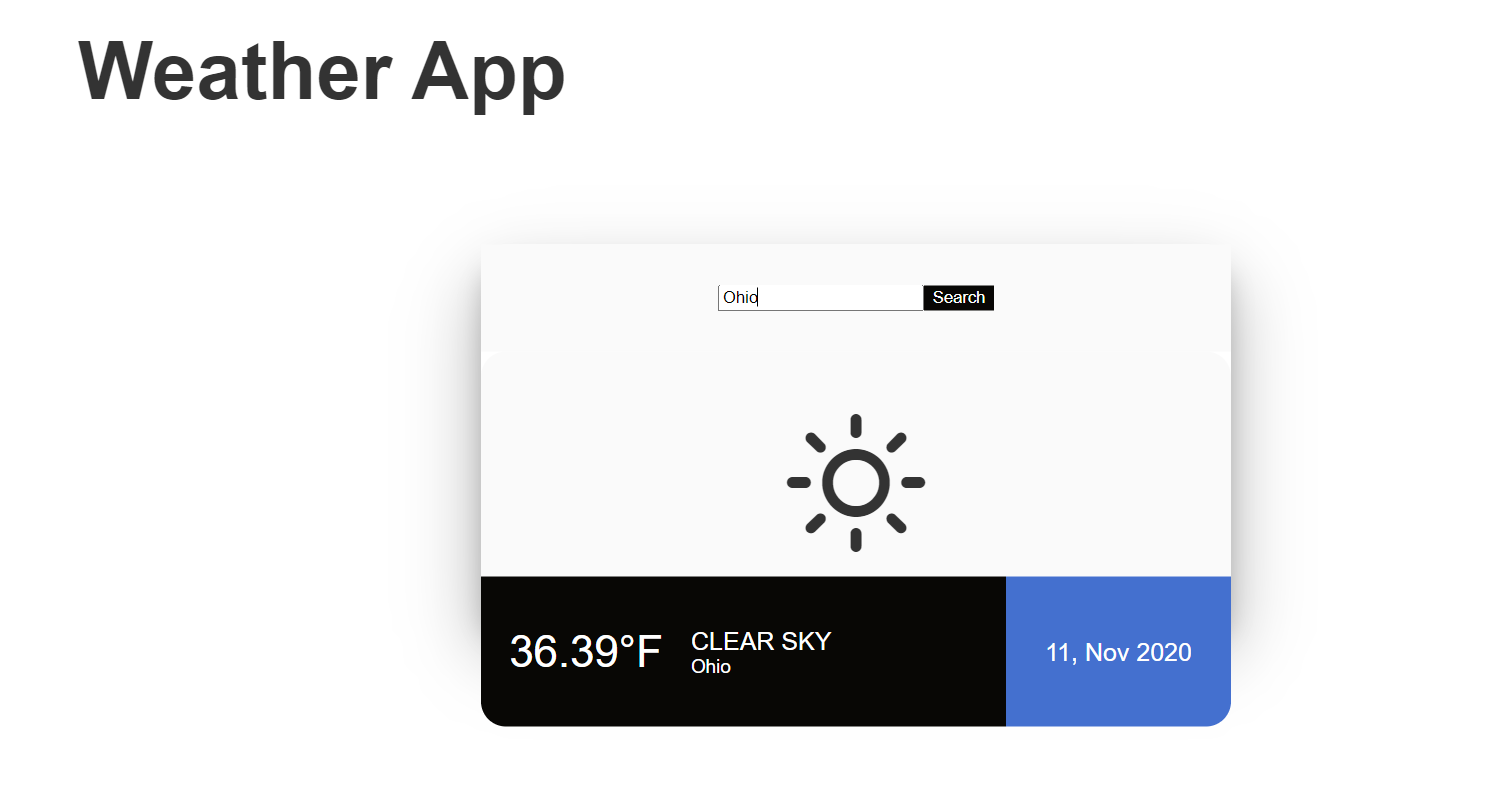 Weather App
Ohio Search
36.39°F
CLEAR SKY
Ohio
11, Nov 2020